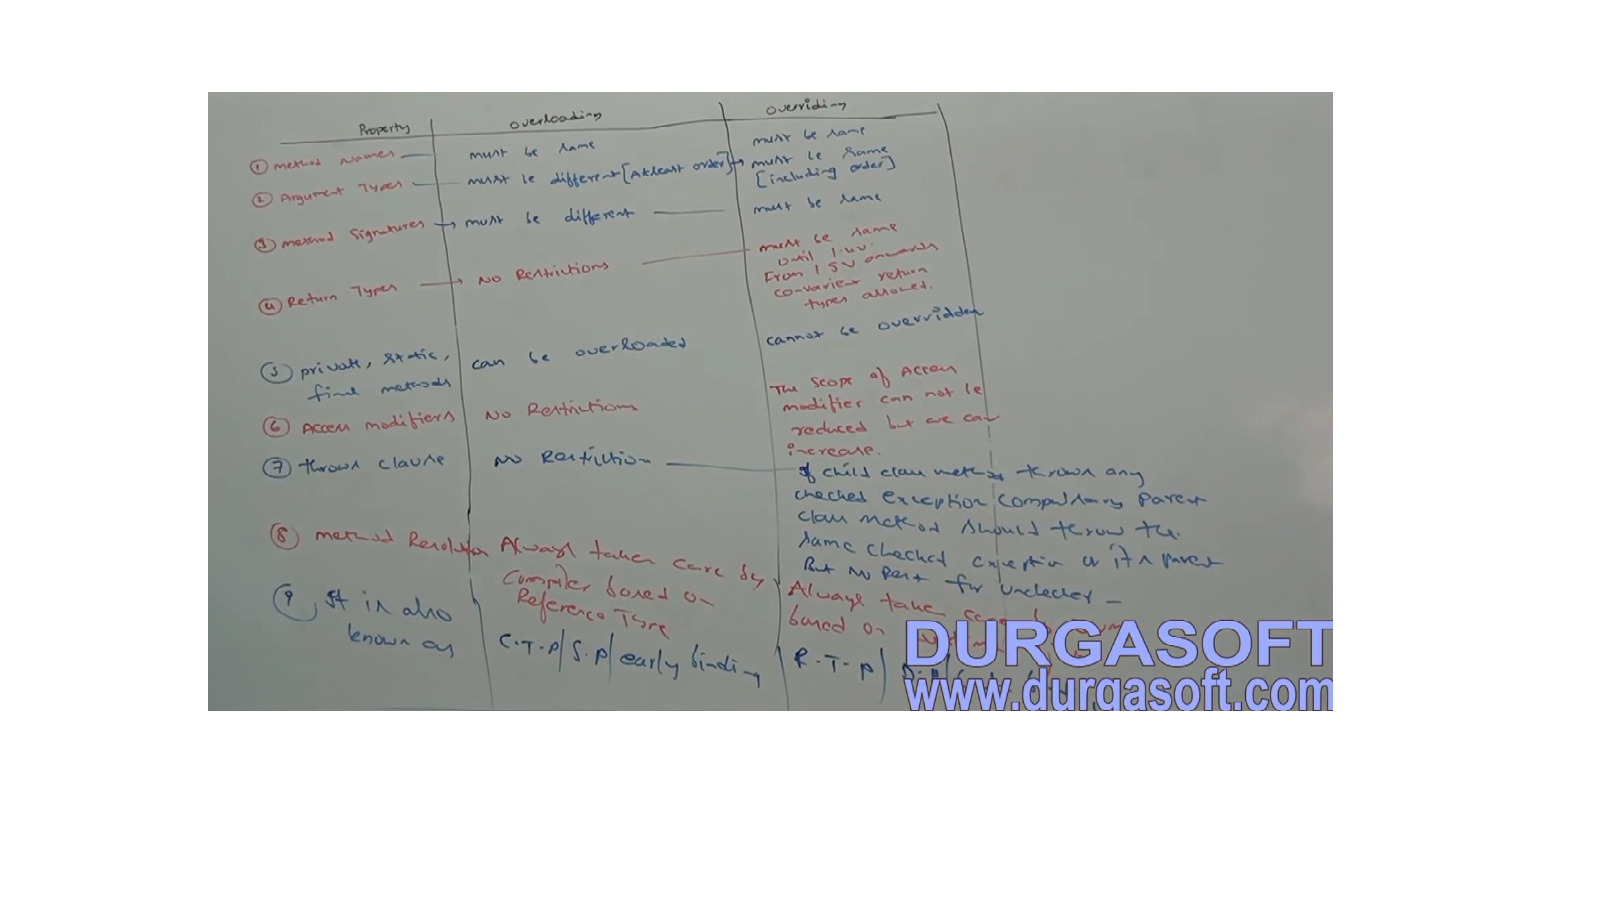 Property overloading overriding
① method Names must be same must be same
② Argument Types must be different [Atleast order] must be same
[including order]
③ method Signatures must be different must be same
④ Return Types No Restrictions must be same
until 1.4v.
From 1.5v onwards
co-varient return
types allowed.
⑤ private, static, can be overloaded cannot be overridden
final methods
⑥ Access modifiers No Restrictions The scope of Access
modifier can not be
reduced but we can
increase.
⑦ throws clause No Restriction If child class method throws any
checked exception compulsory parent
class method should throw the
same checked exception or its parent
But no Rest for unchecked
⑧ method Resolution Always taken care by
Compiler based on
Reference Type
Always taken
based on
⑨ It is also
known as
C.T.P/S.P/early binding R.T.P/
DURGASOFT
www.durgasoft.com